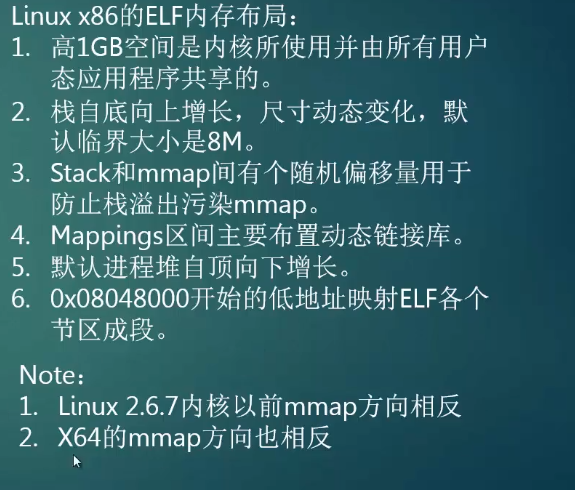 Linux x86的ELF内存布局：
1. 高1GB空间是内核所使用并由所有用户
态应用程序共享的。
2. 栈自底向上增长，尺寸动态变化，默
认临界大小是8M。
3. Stack和mmap间有个随机偏移量用于
防止栈溢出污染mmap。
4. Mappings区间主要布置动态链接库。
5. 默认进程堆自顶向下增长。
6. 0x08048000开始的低地址映射ELF各个
节区成段。
Note：
1. Linux 2.6.7内核以前mmap方向相反
2. X64的mmap方向也相反